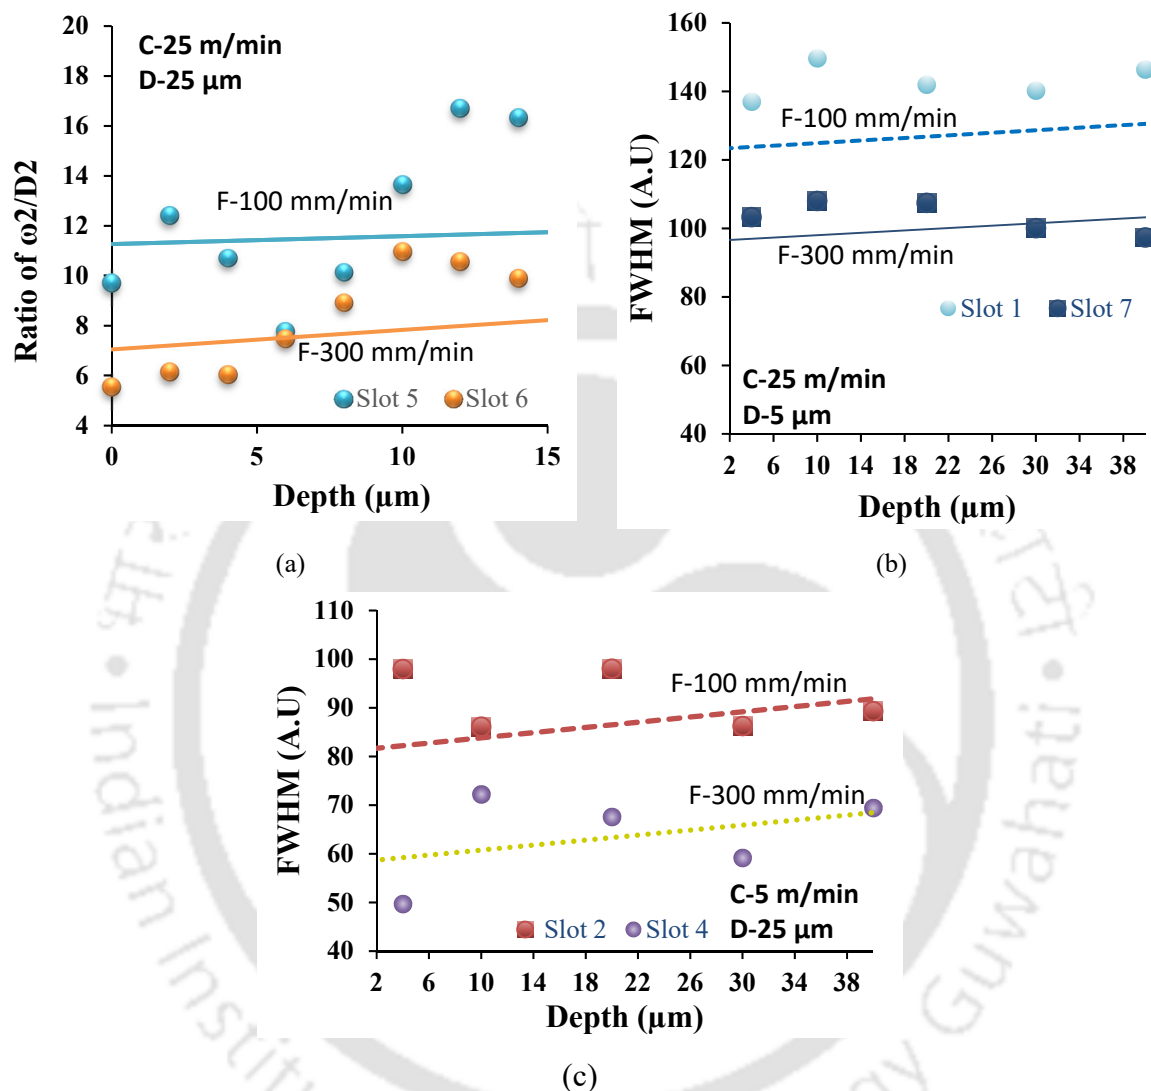 20
18
16
14
12
10
8
6
4
Ratio of ω2/D2
C-25 m/min
D-25 µm
F-100 mm/min
F-300 mm/min
Slot 5 Slot 6
0 5 10 15
Depth (µm)
(a)
160
140
120
100
80
60
40
FWHM (A.U)
F-100 mm/min
F-300 mm/min
Slot 1 Slot 7
C-25 m/min
D-5 µm
2 6 10 14 18 22 26 30 34 38
Depth (µm)
(b)
110
100
90
80
70
60
50
40
FWHM (A.U)
F-100 mm/min
F-300 mm/min
C-5 m/min
D-25 µm
Slot 2 Slot 4
2 6 10 14 18 22 26 30 34 38
Depth (µm)
(c)
Indian Institu
gy Guwahati